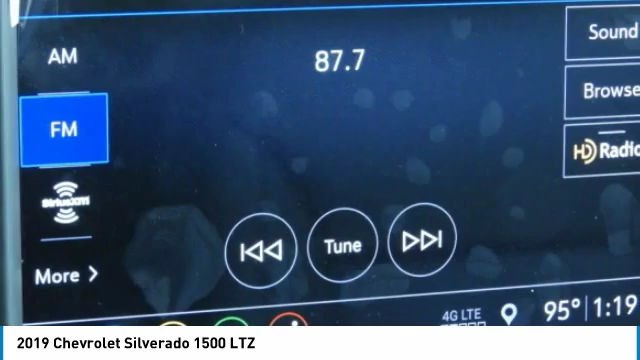 AM
87.7
Sound
FM
Browse
HD Radio
SiriusXM
More >
Tune
4G LTE
95° 1:19
2019 Chevrolet Silverado 1500 LTZ